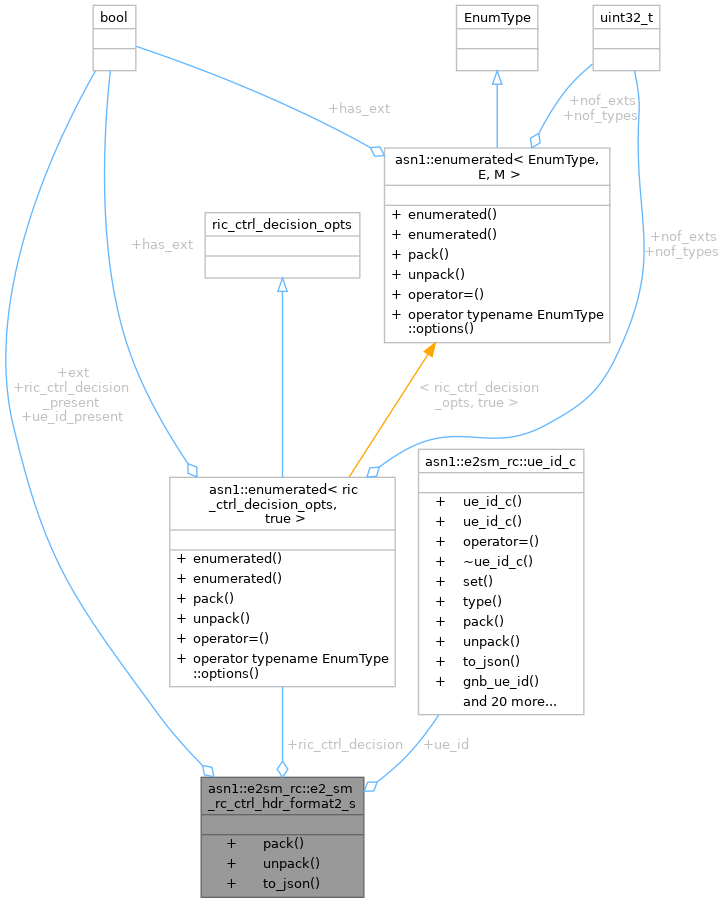 bool
EnumType
uint32_t
+has_ext
+nof_exts
+nof_types
asn1::enumerated< EnumType,
E, M >
+ enumerated()
+ enumerated()
+ pack()
+ unpack()
+ operator=()
+ operator typename EnumType
::options()
ric_ctrl_decision_opts
+has_ext
+nof_exts
+nof_types
+ext
+ric_ctrl_decision
_present
+ue_id_present
< ric_ctrl_decision
_opts, true >
asn1::e2sm_rc::ue_id_c
+ ue_id_c()
+ ue_id_c()
+ operator=()
+ ~ue_id_c()
+ set()
+ type()
+ pack()
+ unpack()
+ to_json()
+ gnb_ue_id()
and 20 more...
asn1::enumerated< ric
_ctrl_decision_opts,
true >
+ enumerated()
+ enumerated()
+ pack()
+ unpack()
+ operator=()
+ operator typename EnumType
::options()
+ric_ctrl_decision
+ue_id
asn1::e2sm_rc::e2_sm
_rc_ctrl_hdr_format2_s
+ pack()
+ unpack()
+ to_json()